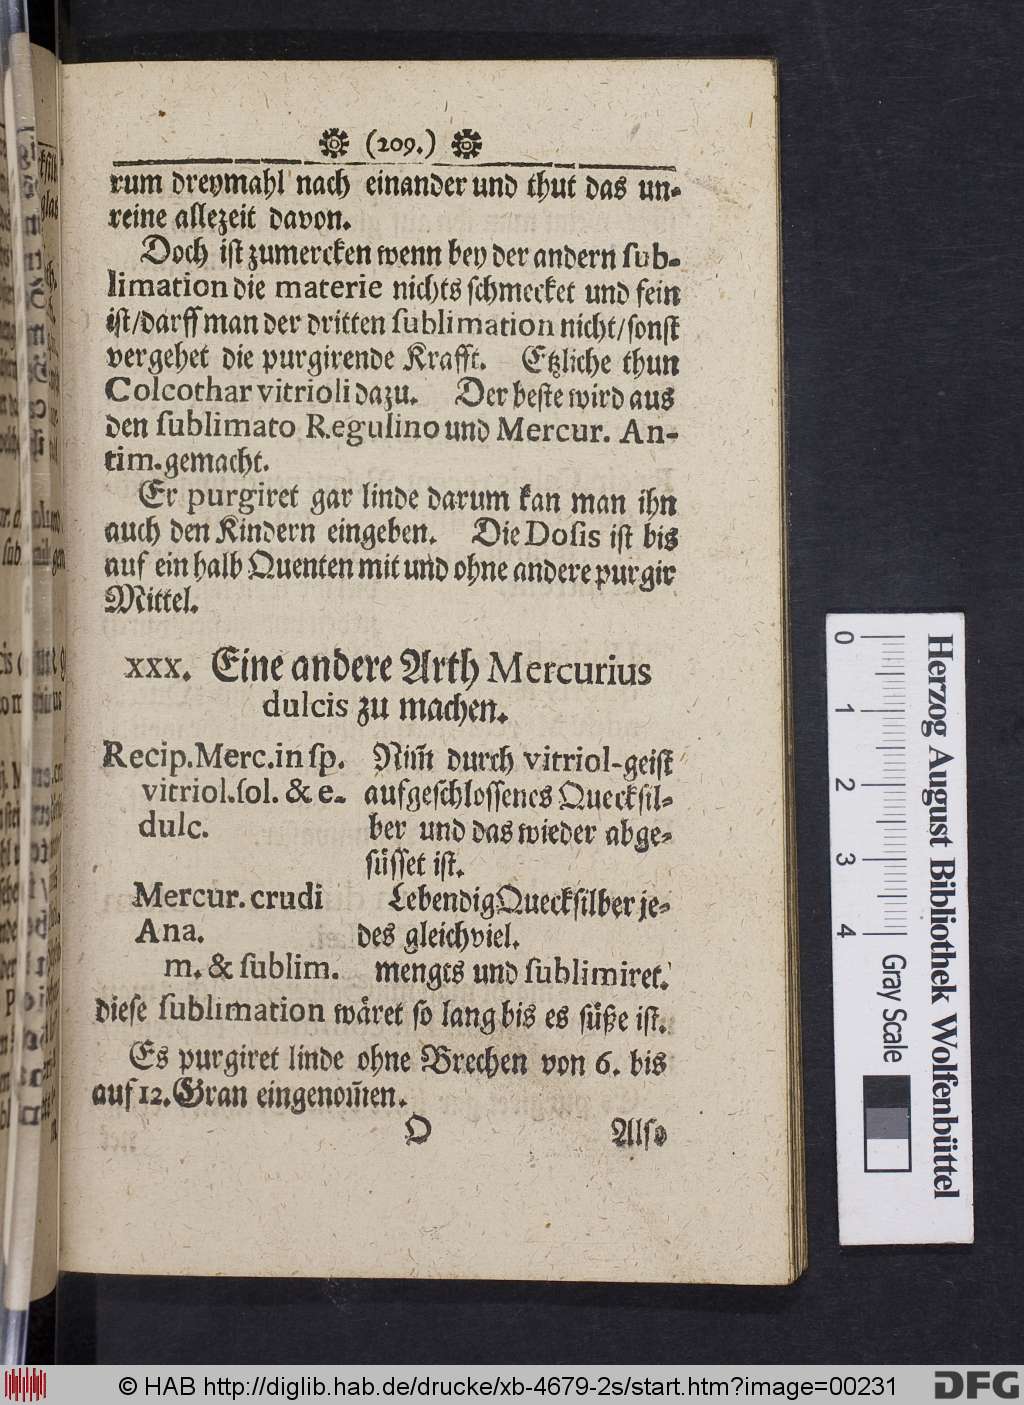 (209.)
rum dreymahl nach einander und thut das un-
reine allezeit davon.
Doch ist zumercken wenn bey der andern sub-
limation die materie nichts schmecket und fein
ist/darff man der dritten sublimation nicht/sonst
vergehet die purgirende Krafft. Etzliche thun
Colcothar vitrioli dazu. Der beste wird aus
den sublimato Regulino und Mercur. An-
tim. gemacht.
Er purgiret gar linde darum kan man ihn
auch den Kindern eingeben. Die Dosis ist bis
auf ein halb Quenten mit und ohne andere purgir
Mittel.
XXX. Eine andere Arth Mercurius
dulcis zu machen.
Recip. Merc. in sp. Nim̃ durch vitriol-geist
vitriol. sol. & e- aufgeschlossenes Quecksil-
dulc. ber und das wieder abge-
süsset ist.
Mercur. crudi Lebendig Quecksilber je-
Ana. des gleichviel.
m. & sublim. mengts und sublimiret.
diese sublimation wäret so lang bis es süße ist.
Es purgiret linde ohne Brechen von 6. bis
auf 12. Gran eingenom̃en.
O Also
0 1 2 3 4 Gray Scale
Herzog August Bibliothek Wolfenbüttel
© HAB http://diglib.hab.de/drucke/xb-4679-2s/start.htm?image=00231
DFG